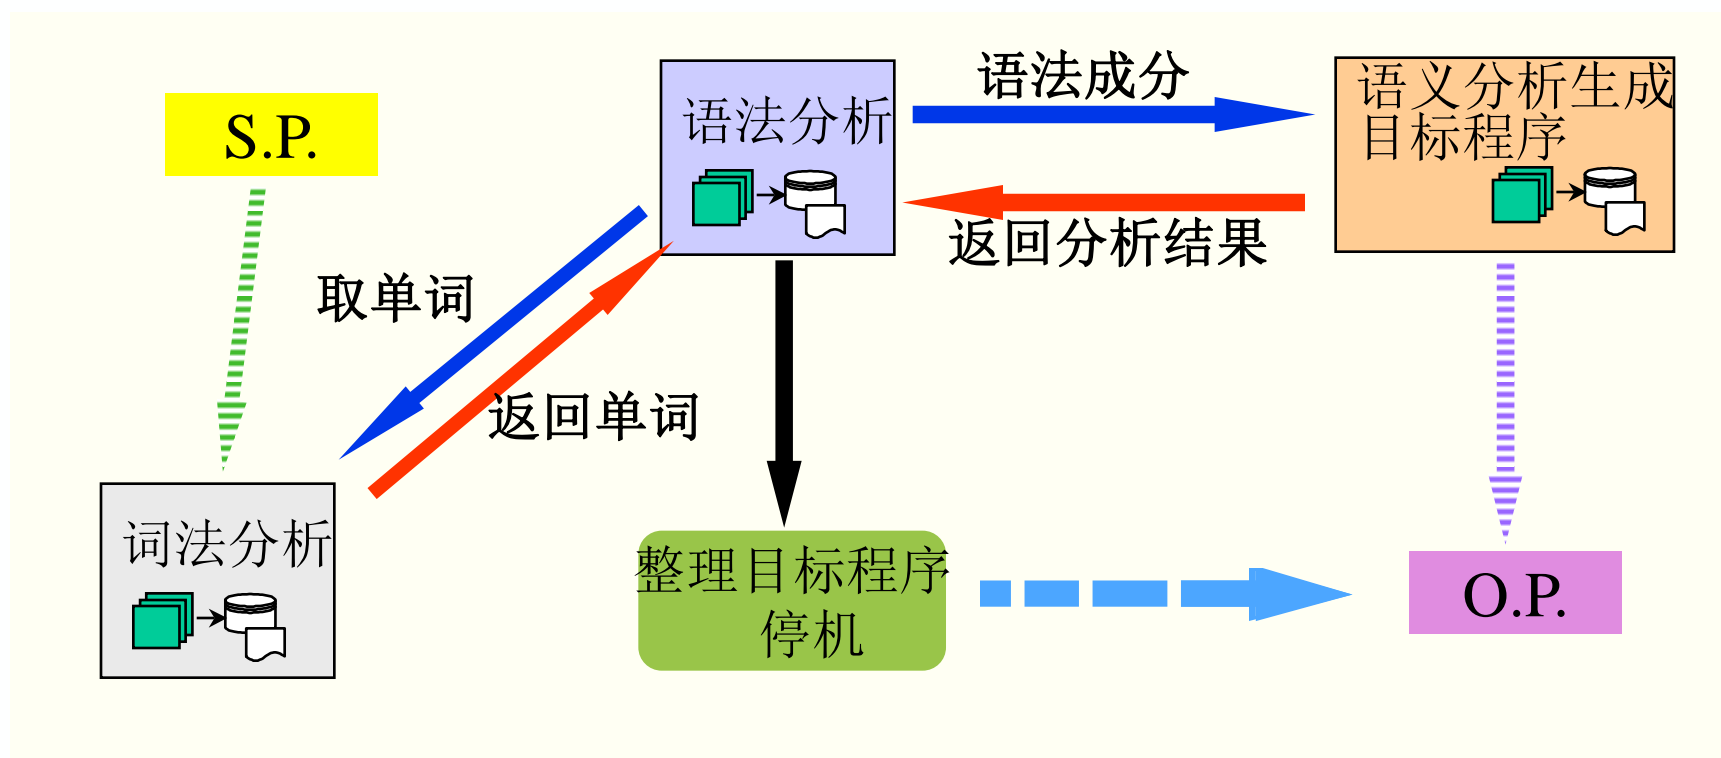 语法成分
语义分析生成
目标程序
S.P.
语法分析
返回分析结果
取单词
返回单词
词法分析
整理目标程序
停机
O.P.